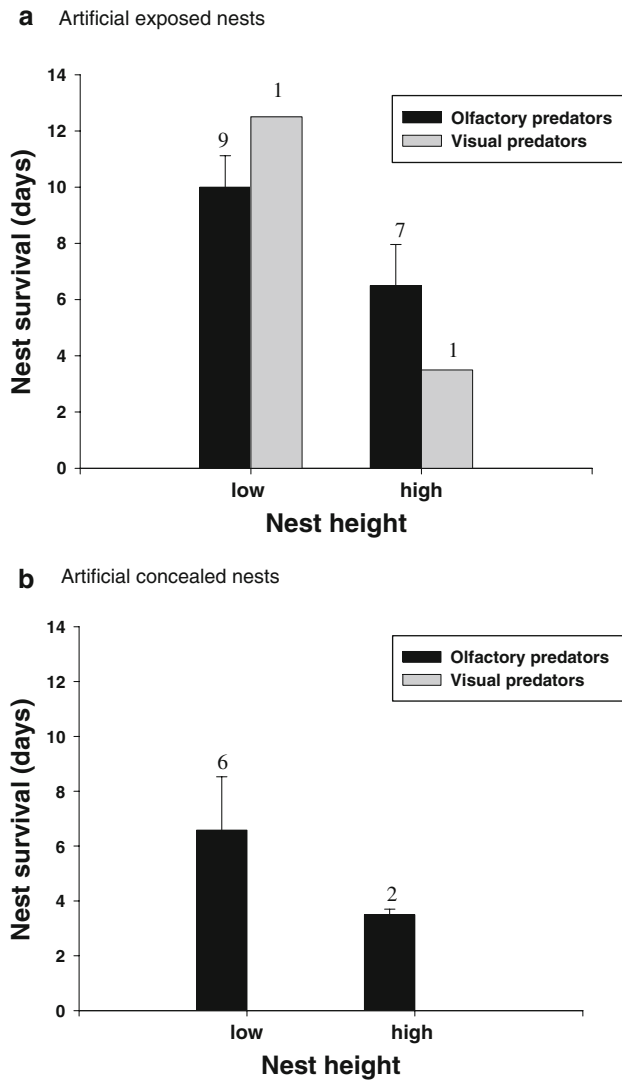 a Artificial exposed nests
14
12
10
8
6
4
2
0
Nest survival (days)
9
1
7
1
Olfactory predators
Visual predators
low high
Nest height
b Artificial concealed nests
14
12
10
8
6
4
2
0
Nest survival (days)
6
2
Olfactory predators
Visual predators
low high
Nest height